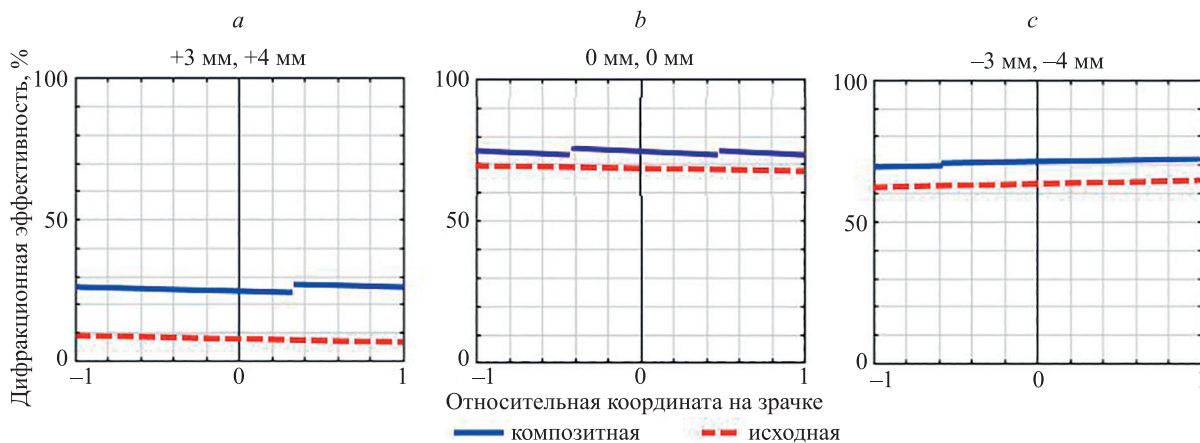 a
b
c
+3 мм, +4 мм
0 мм, 0 мм
–3 мм, –4 мм
Дифракционная эффективность, %
100
50
0
–1
0
1
100
50
0
–1
0
1
100
50
0
–1
0
1
Относительная координата на зрачке
композитная
исходная